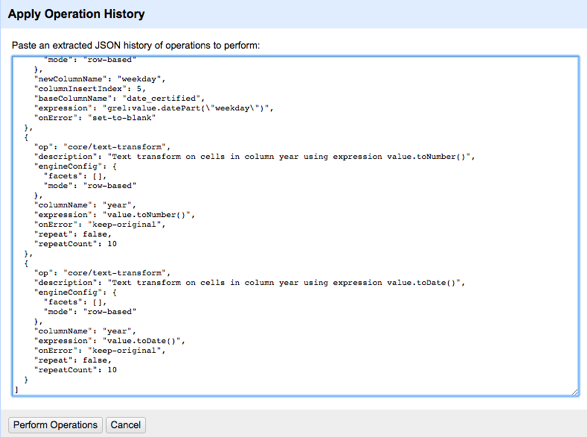 Apply Operation History
Paste an extracted JSON history of operations to perform:
"mode": "row-based"
},
"newColumnName": "weekday",
"columnInsertIndex": 5,
"baseColumnName": "date_certified",
"expression": "grel:value.datePart(\"weekday\")",
"onError": "set-to-blank"
},
{
"op": "core/text-transform",
"description": "Text transform on cells in column year using expression value.toNumber()",
"engineConfig": {
"facets": [],
"mode": "row-based"
},
"columnName": "year",
"expression": "value.toNumber()",
"onError": "keep-original",
"repeat": false,
"repeatCount": 10
},
{
"op": "core/text-transform",
"description": "Text transform on cells in column year using expression value.toDate()",
"engineConfig": {
"facets": [],
"mode": "row-based"
},
"columnName": "year",
"expression": "value.toDate()",
"onError": "keep-original",
"repeat": false,
"repeatCount": 10
}
]
Perform Operations Cancel